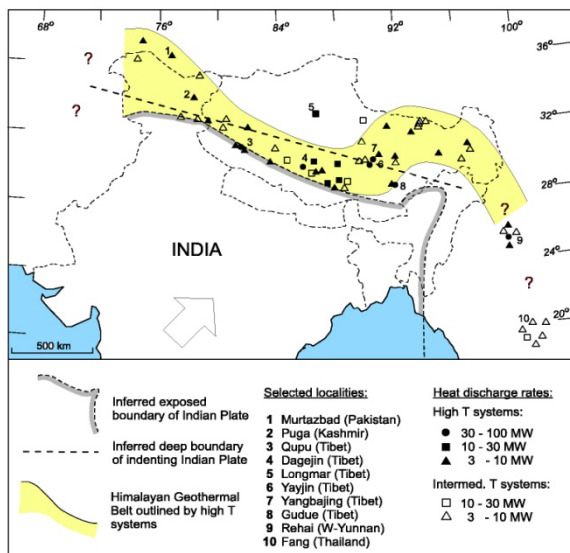 68° 76° 84° 92° 100°
36°
?
1
?
2
5
32°
3
4
7
6
8
28°
?
9
INDIA
24°
?
10
20°
500 km
Inferred exposed
boundary of Indian Plate
Inferred deep boundary
of indenting Indian Plate
Himalayan Geothermal
Belt outlined by high T
systems
Selected localities:
1 Murtazbad (Pakistan)
2 Puga (Kashmir)
3 Qupu (Tibet)
4 Dagejin (Tibet)
5 Longmar (Tibet)
6 Yayjin (Tibet)
7 Yangbajing (Tibet)
8 Gudue (Tibet)
9 Rehai (W-Yunnan)
10 Fang (Thailand)
Heat discharge rates:
High T systems:
30 - 100 MW
10 - 30 MW
3 - 10 MW
Intermed. T systems:
10 - 30 MW
3 - 10 MW